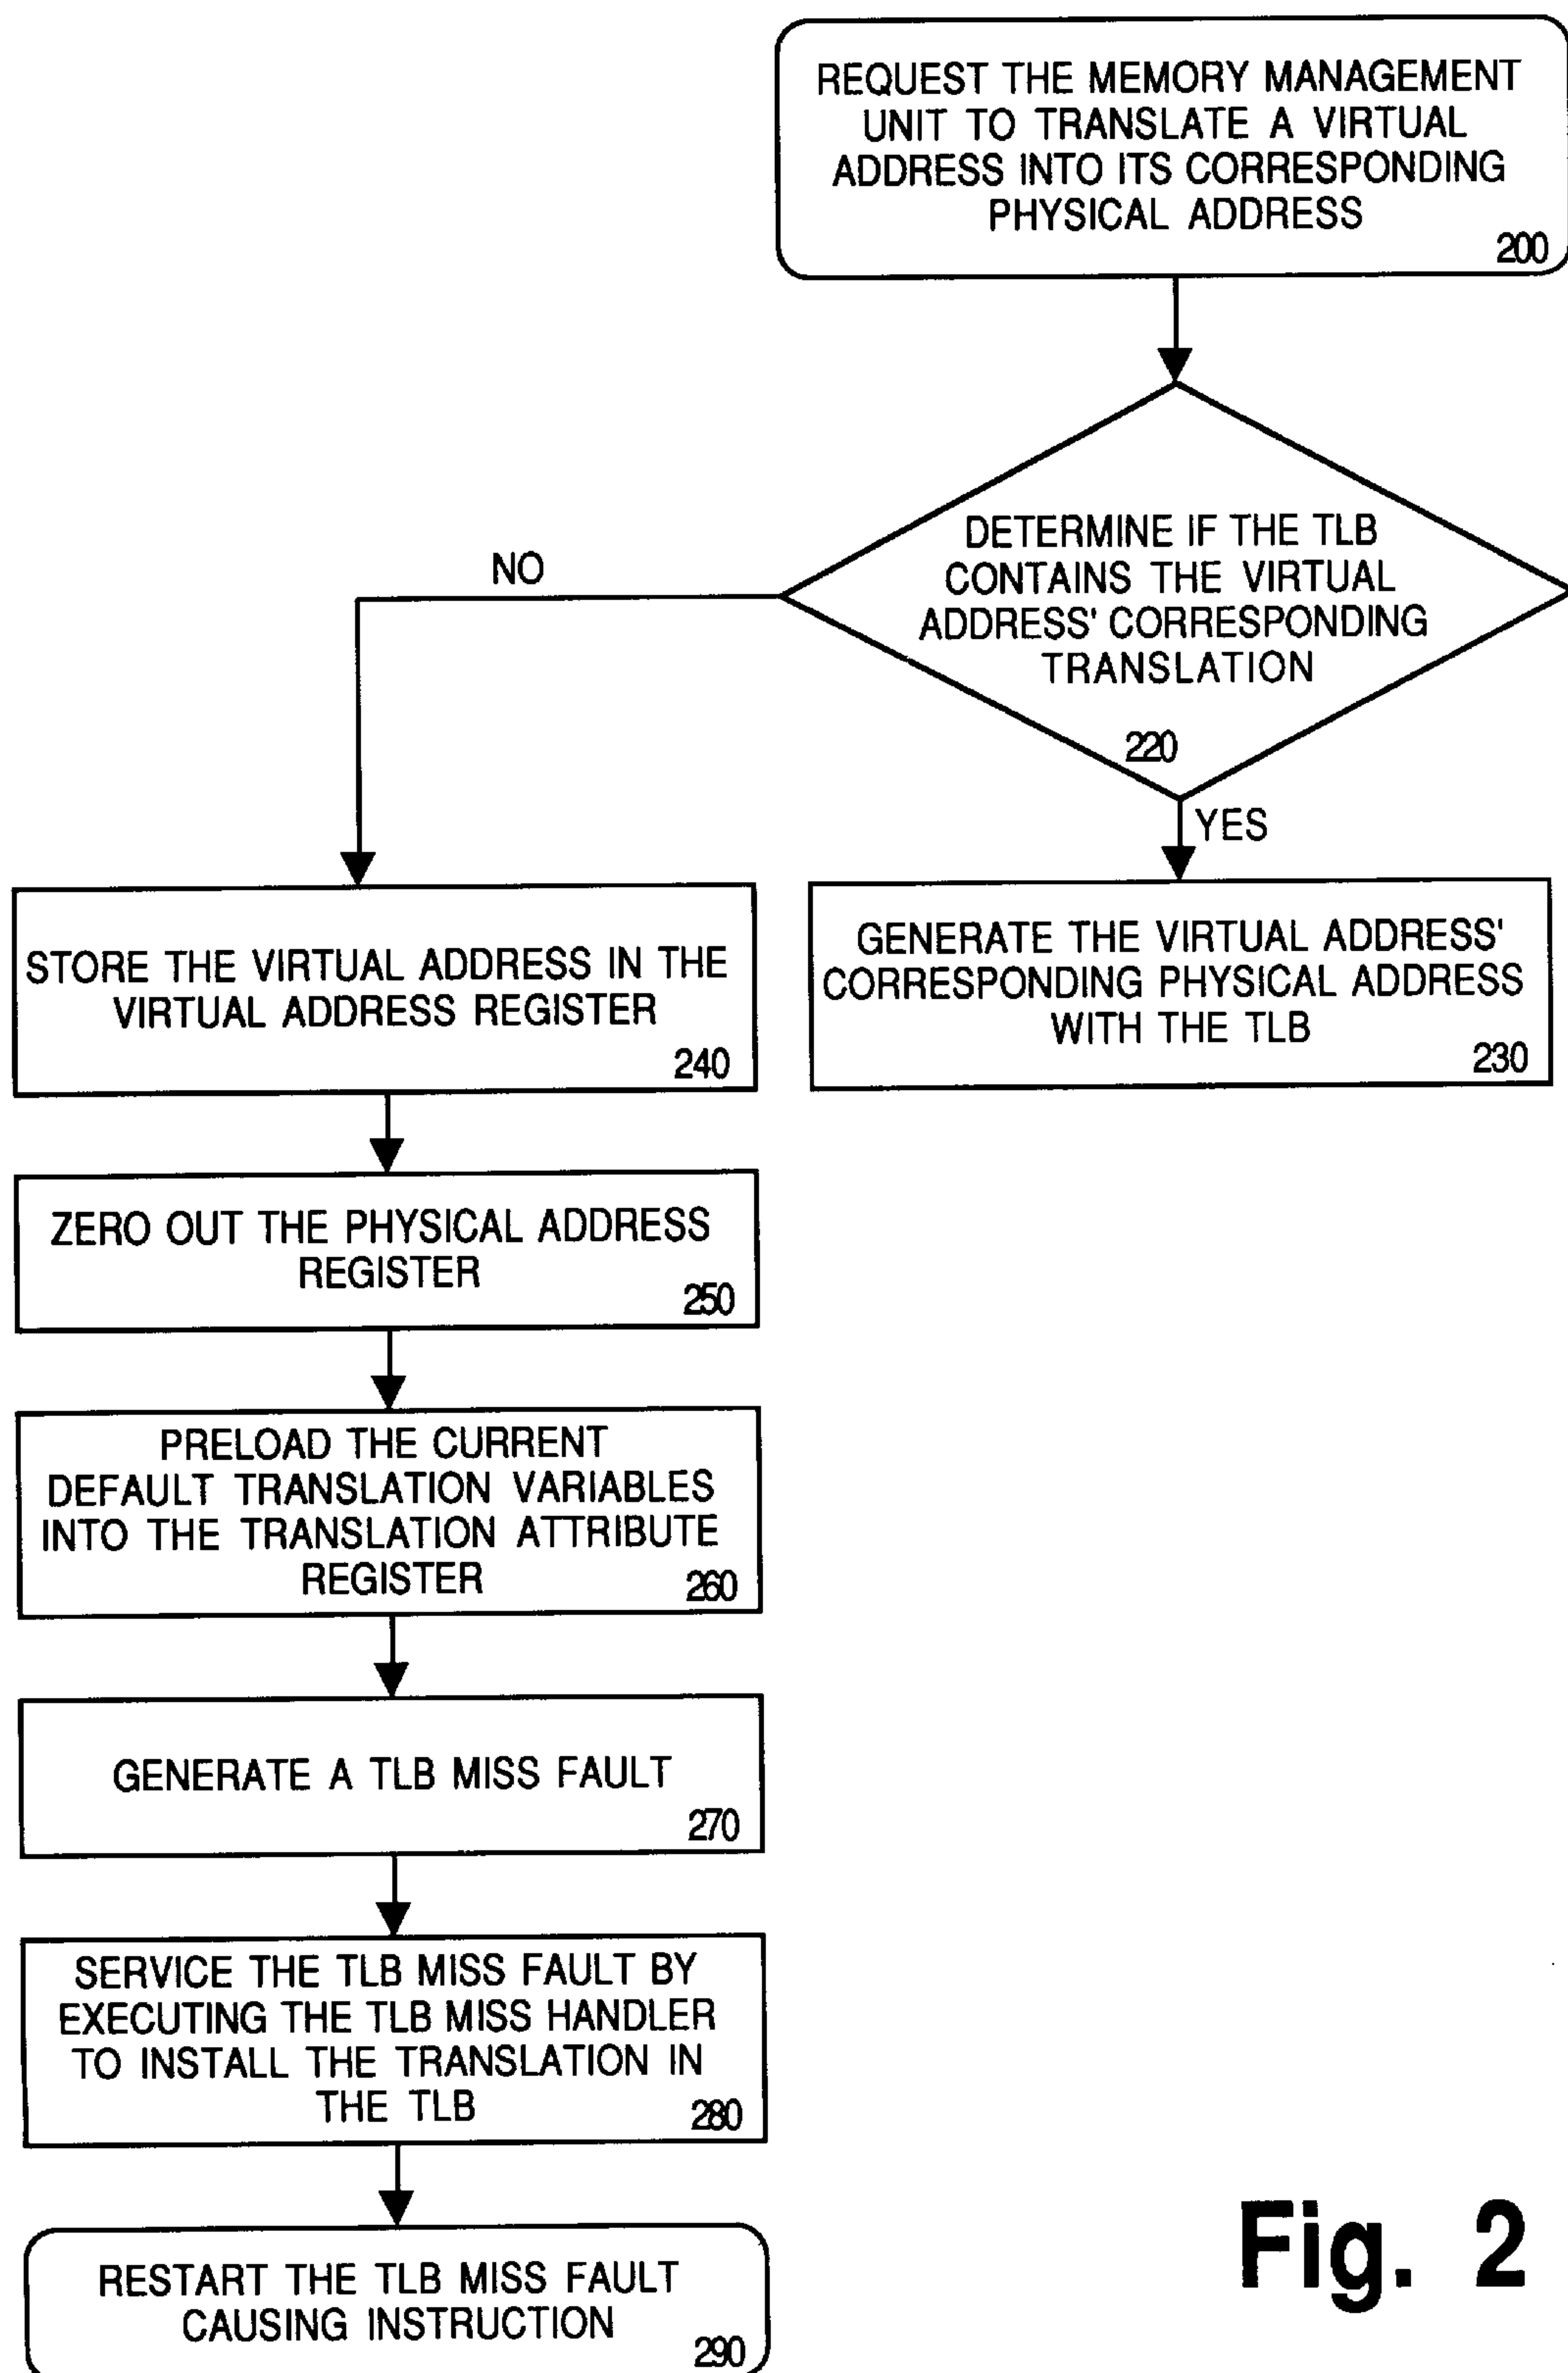 REQUEST THE MEMORY MANAGEMENT
UNIT TO TRANSLATE A VIRTUAL
ADDRESS INTO ITS CORRESPONDING
PHYSICAL ADDRESS
200
DETERMINE IF THE TLB
CONTAINS THE VIRTUAL
ADDRESS' CORRESPONDING
TRANSLATION
220
NO
YES
GENERATE THE VIRTUAL ADDRESS'
CORRESPONDING PHYSICAL ADDRESS
WITH THE TLB
230
STORE THE VIRTUAL ADDRESS IN THE
VIRTUAL ADDRESS REGISTER
240
ZERO OUT THE PHYSICAL ADDRESS
REGISTER
250
PRELOAD THE CURRENT
DEFAULT TRANSLATION VARIABLES
INTO THE TRANSLATION ATTRIBUTE
REGISTER
260
GENERATE A TLB MISS FAULT
270
SERVICE THE TLB MISS FAULT BY
EXECUTING THE TLB MISS HANDLER
TO INSTALL THE TRANSLATION IN
THE TLB
280
RESTART THE TLB MISS FAULT
CAUSING INSTRUCTION
290
Fig. 2